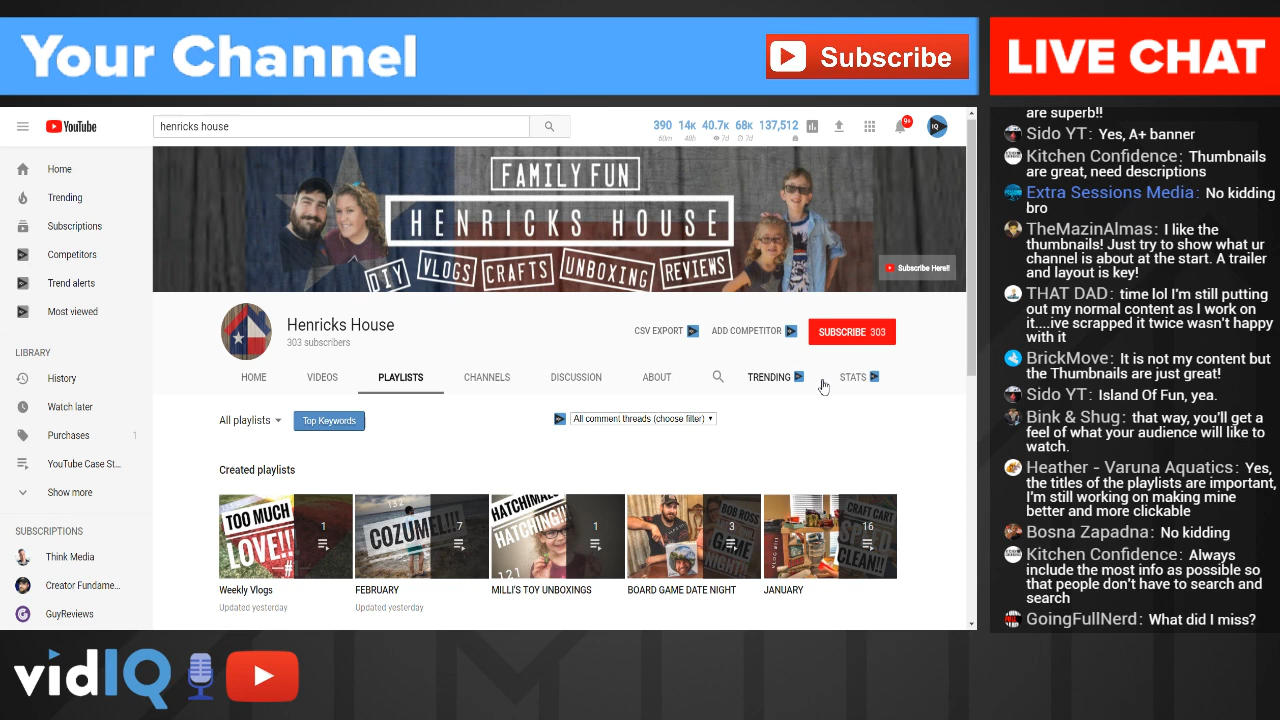 Your Channel
Subscribe
LIVE CHAT
YouTube
henricks house
390 14k 40.7k 68k 137,512
60m 48h 7d 7d
9+
IQ
Home
Trending
Subscriptions
Competitors
Trend alerts
Most viewed
LIBRARY
History
Watch later
Purchases 1
YouTube Case St...
Show more
SUBSCRIPTIONS
Think Media
Creator Fundame...
GuyReviews
FAMILY FUN
HENRICKS HOUSE
DIY VLOGS CRAFTS UNBOXING REVIEWS
Subscribe Here!!
Henricks House
303 subscribers
CSV EXPORT
ADD COMPETITOR
SUBSCRIBE 303
HOME VIDEOS PLAYLISTS CHANNELS DISCUSSION ABOUT TRENDING STATS
All playlists
Top Keywords
All comment threads (choose filter)
Created playlists
TOO MUCH
LOVE!!
1
Weekly Vlogs
Updated yesterday
COZUMEL!!
7
FEBRUARY
Updated yesterday
HATCHIMALS
HATCHING!!
1
MILLI'S TOY UNBOXINGS
BOB ROSS
GAME
NIGHT!
3
BOARD GAME DATE NIGHT
CRAFT CART
CLEAN!!
16
JANUARY
are superb!!
Sido YT: Yes, A+ banner
Kitchen Confidence: Thumbnails
are great, need descriptions
Extra Sessions Media: No kidding
bro
TheMazinAlmas: I like the
thumbnails! Just try to show what ur
channel is about at the start. A trailer
and layout is key!
THAT DAD: time lol I'm still putting
out my normal content as I work on
it....ive scrapped it twice wasn't happy
with it
BrickMove: It is not my content but
the Thumbnails are just great!
Sido YT: Island Of Fun, yea.
Bink & Shug: that way, you'll get a
feel of what your audience will like to
watch.
Heather - Varuna Aquatics: Yes,
the titles of the playlists are important,
I'm still working on making mine
better and more clickable
Bosna Zapadna: No kidding
Kitchen Confidence: Always
include the most info as possible so
that people don't have to search and
search
GoingFullNerd: What did I miss?
vidIQ